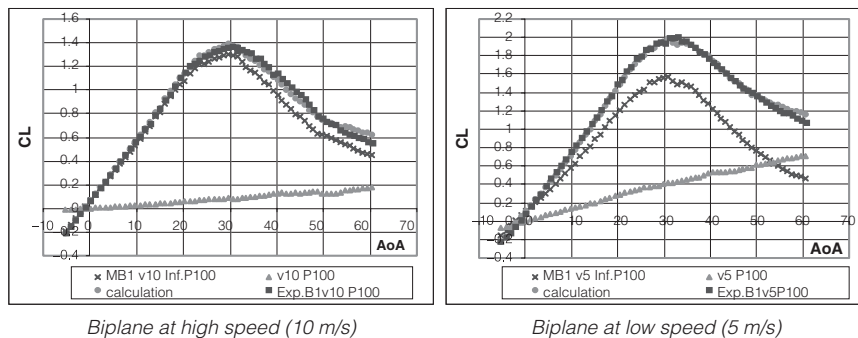 1.6
1.4
1.2
1
0.8
0.6
0.4
0.2
0
−0.2
−0.4
CL
−10 0 10 20 30 40 50 60 70
AoA
MB1 v10 Inf.P100 v10 P100
calculation Exp.B1v10 P100
Biplane at high speed (10 m/s)
2.2
2
1.8
1.6
1.4
1.2
1
0.8
0.6
0.4
0.2
0
−0.2
−0.4
CL
−10 0 10 20 30 40 50 60 70
AoA
MB1 v5 Inf.P100 v5 P100
calculation Exp.B1v5P100
Biplane at low speed (5 m/s)